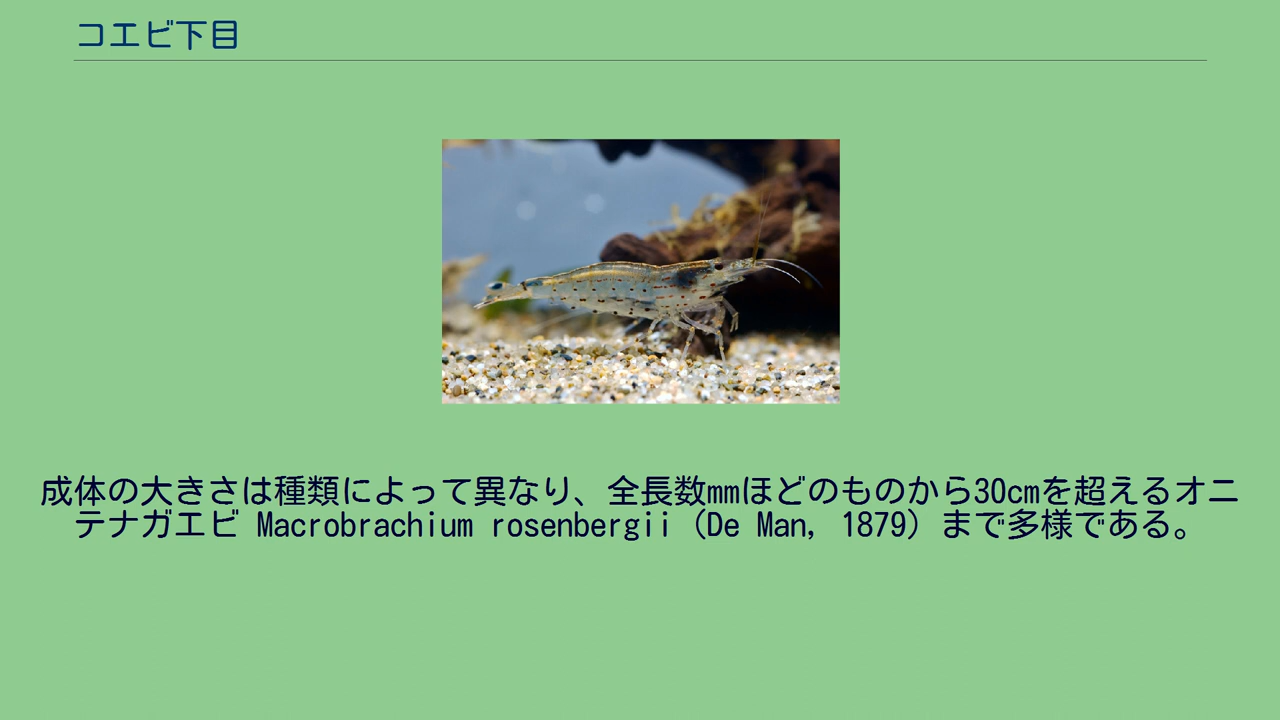 コエビ下目
成体の大きさは種類によって異なり、全長数mmほどのものから30cmを超えるオニ
テナガエビ Macrobrachium rosenbergii (De Man, 1879) まで多様である。